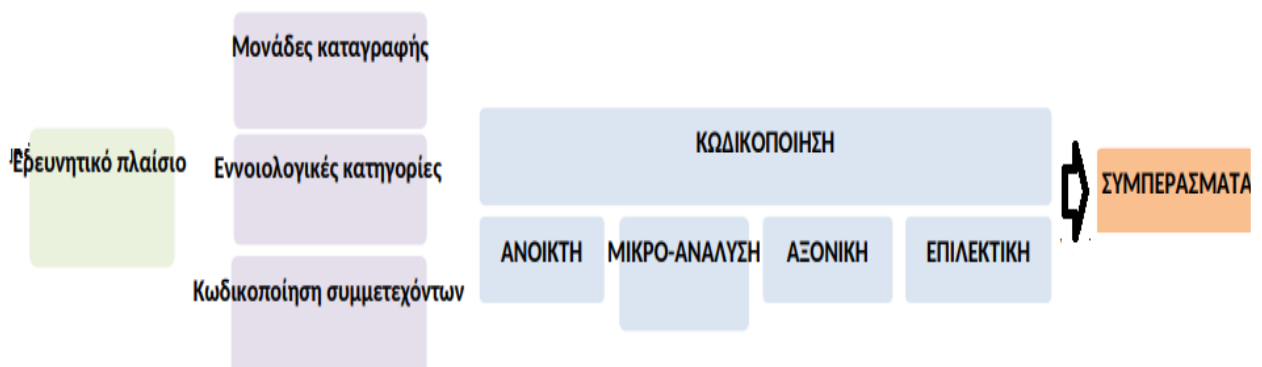 Μονάδες καταγραφής
Ερευνητικό πλαίσιο
Εννοιολογικές κατηγορίες
Κωδικοποίηση συμμετεχόντων
ΚΩΔΙΚΟΠΟΙΗΣΗ
ΑΝΟΙΚΤΗ
ΜΙΚΡΟ-ΑΝΑΛΥΣΗ
ΑΞΟΝΙΚΗ
ΕΠΙΛΕΚΤΙΚΗ
ΣΥΜΠΕΡΑΣΜΑΤΑ